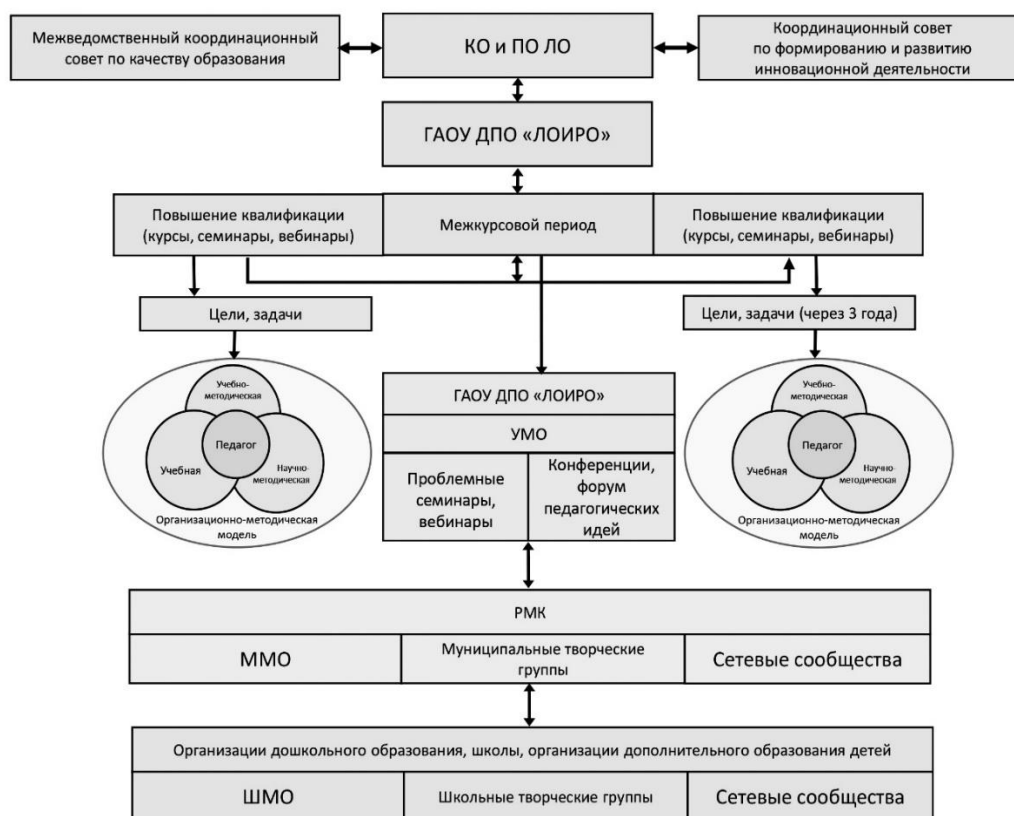 Межведомственный координационный
совет по качеству образования
КО и ПО ЛО
Координационный совет
по формированию и развитию
инновационной деятельности
ГАОУ ДПО «ЛОИРО»
Повышение квалификации
(курсы, семинары, вебинары)
Межкурсовой период
Повышение квалификации
(курсы, семинары, вебинары)
Цели, задачи
Цели, задачи (через 3 года)
Учебно-
методическая
Педагог
Учебная
Научно-
методическая
Организационно-методическая
модель
ГАОУ ДПО «ЛОИРО»
УМО
Проблемные
семинары,
вебинары
Конференции,
форум
педагогических
идей
Учебно-
методическая
Педагог
Учебная
Научно-
методическая
Организационно-методическая
модель
РМК
ММО
Муниципальные творческие
группы
Сетевые сообщества
Организации дошкольного образования, школы, организации дополнительного образования детей
ШМО
Школьные творческие группы
Сетевые сообщества